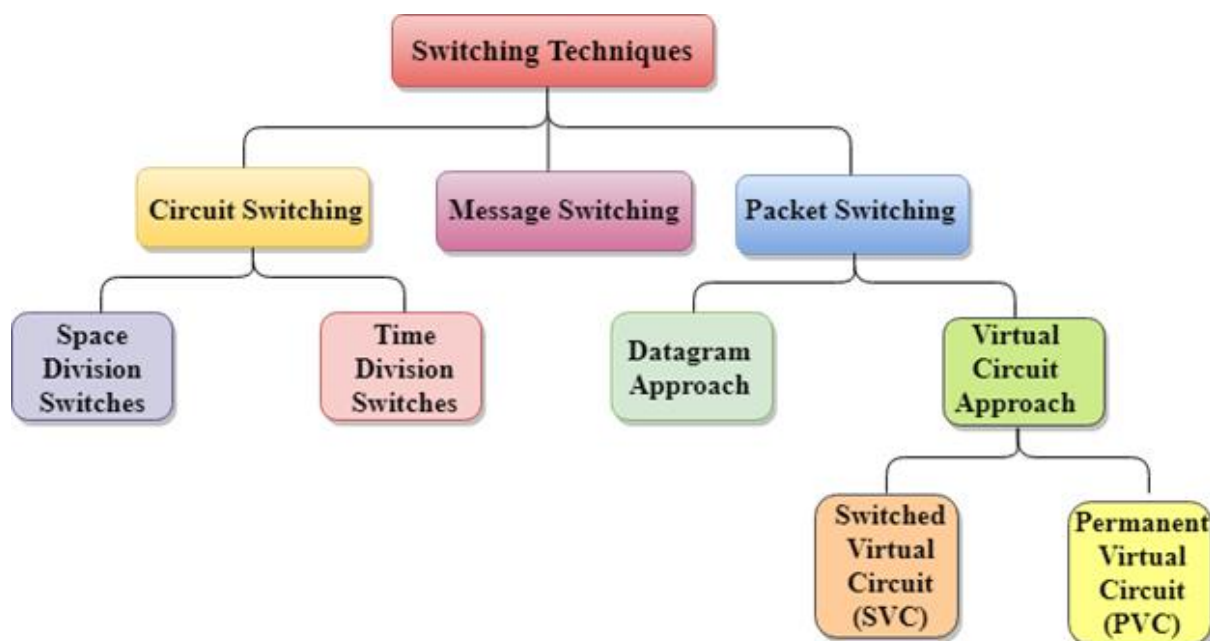 Switching Techniques
Circuit Switching
Message Switching
Packet Switching
Space
Division
Switches
Time
Division
Switches
Datagram
Approach
Virtual
Circuit
Approach
Switched
Virtual
Circuit
(SVC)
Permanent
Virtual
Circuit
(PVC)